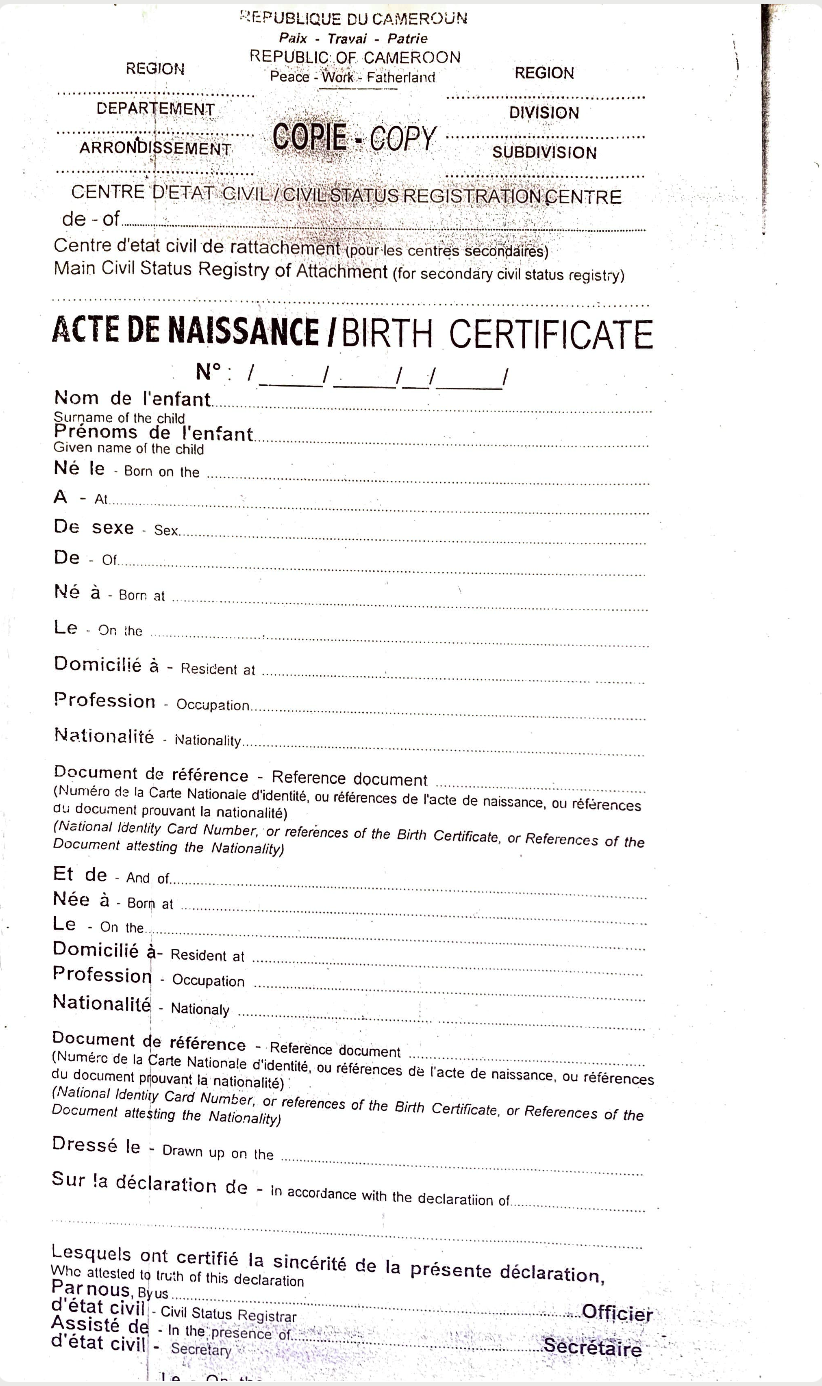 REPUBLIQUE DU CAMEROUN
Paix - Travai - Patrie
REPUBLIC OF CAMEROON
Peace - Work - Fatherland
REGION
REGION
DEPARTEMENT
DIVISION
ARRONDISSEMENT
SUBDIVISION
COPIE - COPY
CENTRE D'ETAT CIVIL / CIVIL STATUS REGISTRATION CENTRE
de - of
Centre d'etat civil de rattachement (pour les centres secondaires)
Main Civil Status Registry of Attachment (for secondary civil status registry)
ACTE DE NAISSANCE / BIRTH CERTIFICATE
N° : /_____/_____/__/_____/
Nom de l'enfant
Surname of the child
Prénoms de l'enfant
Given name of the child
Né le - Born on the
A - At
De sexe - Sex
De - Of
Né à - Born at
Le - On the
Domicilié à - Resident at
Profession - Occupation
Nationalité - Nationality
Document de référence - Reference document
(Numéro de la Carte Nationale d'identité, ou références de l'acte de naissance, ou références
du document prouvant la nationalité)
(National Identity Card Number, or references of the Birth Certificate, or References of the
Document attesting the Nationality)
Et de - And of
Née à - Born at
Le - On the
Domicilié à- Resident at
Profession - Occupation
Nationalité - Nationaly
Document de référence - Reference document
(Numéro de la Carte Nationale d'identité, ou références de l'acte de naissance, ou références
du document prouvant la nationalité)
(National Identity Card Number, or references of the Birth Certificate, or References of the
Document attesting the Nationality)
Dressé le - Drawn up on the
Sur la déclaration de - In accordance with the declaratiion of
Lesquels ont certifié la sincérité de la présente déclaration,
Who attested to truth of this declaration
Par nous, By us Officier
d'état civil - Civil Status Registrar
Assisté de - In the presence of Secrétaire
d'état civil - Secretary
Le - On the